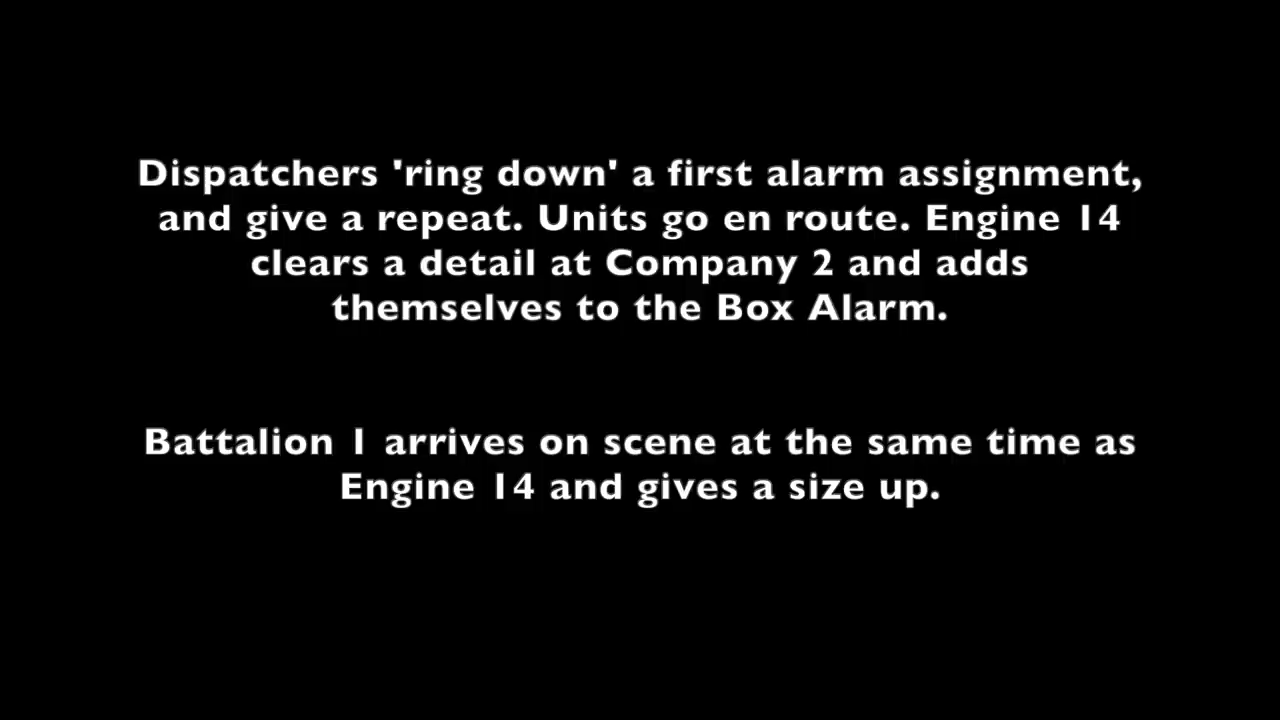 Dispatchers 'ring down' a first alarm assignment,
and give a repeat. Units go en route. Engine 14
clears a detail at Company 2 and adds
themselves to the Box Alarm.
Battalion 1 arrives on scene at the same time as
Engine 14 and gives a size up.